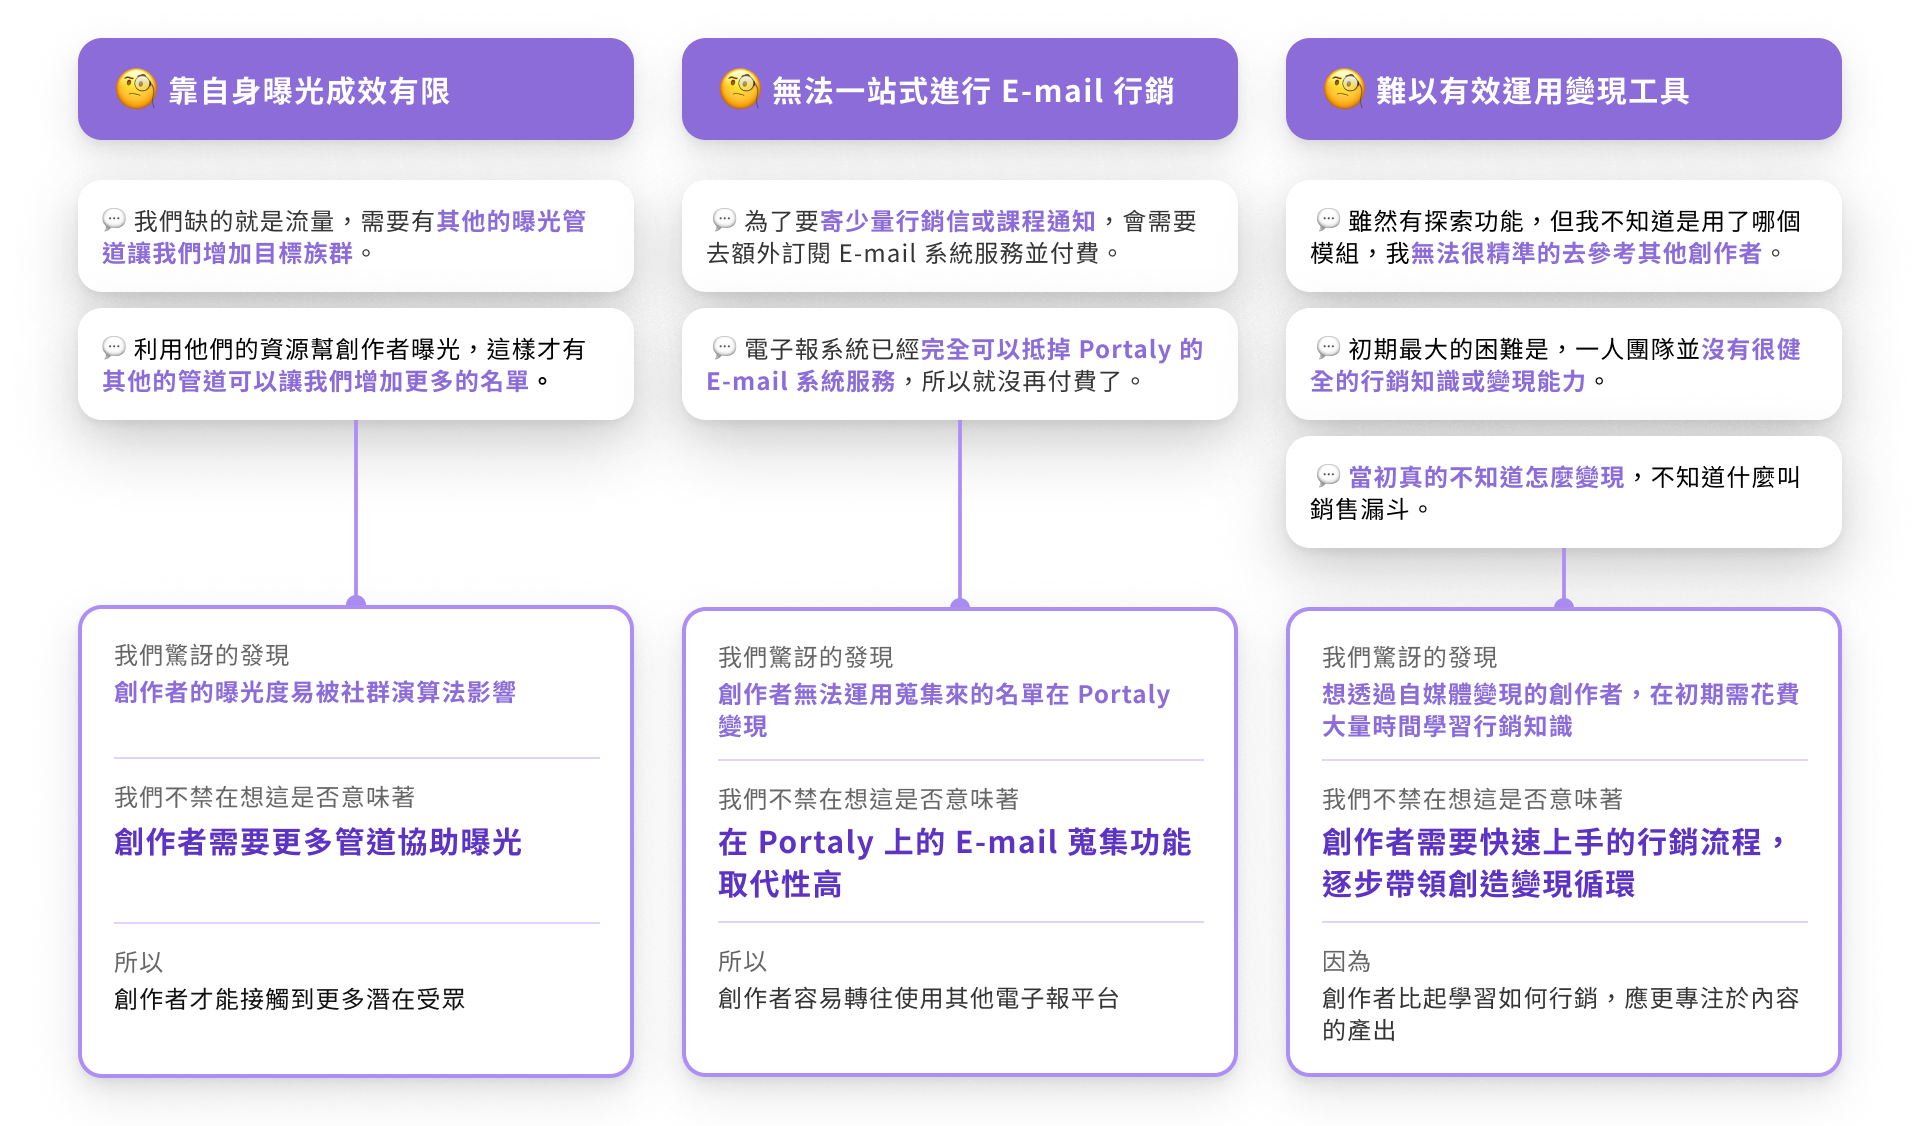 靠自身曝光成效有限
我們缺的就是流量，需要有其他的曝光管
道讓我們增加目標族群。
利用他們的資源幫創作者曝光，這樣才有
其他的管道可以讓我們增加更多的名單。
我們驚訝的發現
創作者的曝光度易被社群演算法影響
我們不禁在想這是否意味著
創作者需要更多管道協助曝光
所以
創作者才能接觸到更多潛在受眾
無法一站式進行 E-mail 行銷
為了要寄少量行銷信或課程通知，會需要
去額外訂閱 E-mail 系統服務並付費。
電子報系統已經完全可以抵掉 Portaly 的
E-mail 系統服務，所以就沒再付費了。
我們驚訝的發現
創作者無法運用蒐集來的名單在 Portaly
變現
我們不禁在想這是否意味著
在 Portaly 上的 E-mail 蒐集功能
取代性高
所以
創作者容易轉往使用其他電子報平台
難以有效運用變現工具
雖然有探索功能，但我不知道是用了哪個
模組，我無法很精準的去參考其他創作者。
初期最大的困難是，一人團隊並沒有很健
全的行銷知識或變現能力。
當初真的不知道怎麼變現，不知道什麼叫
銷售漏斗。
我們驚訝的發現
想透過自媒體變現的創作者，在初期需花費
大量時間學習行銷知識
我們不禁在想這是否意味著
創作者需要快速上手的行銷流程，
逐步帶領創造變現循環
因為
創作者比起學習如何行銷，應更專注於內容
的產出